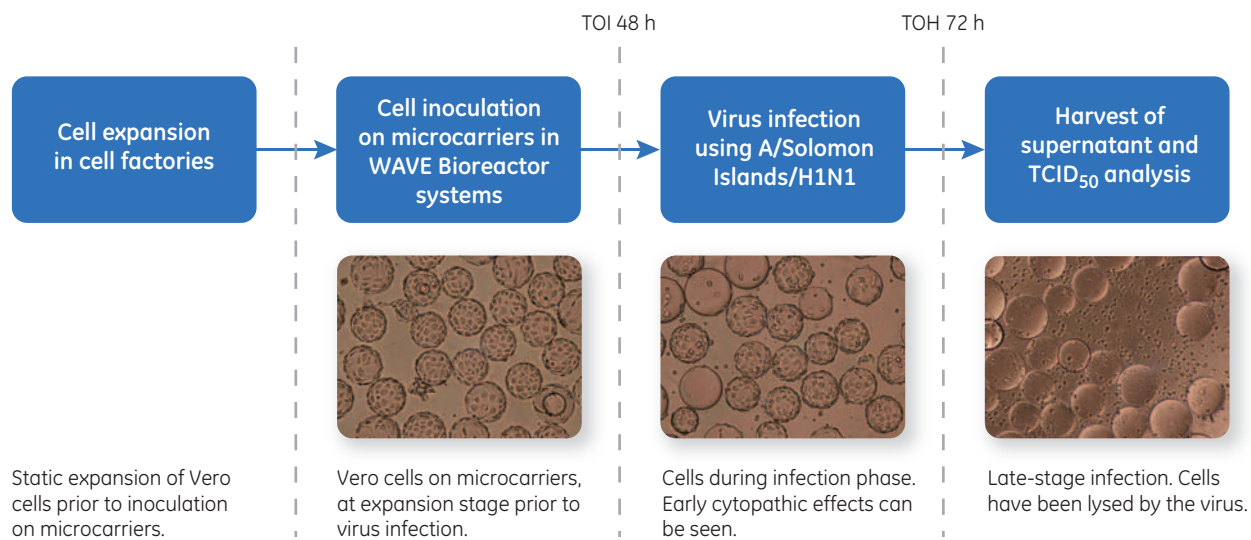 TOI 48 h
TOH 72 h
Cell expansion
in cell factories
Cell inoculation
on microcarriers in
WAVE Bioreactor
systems
Virus infection
using A/Solomon
Islands/H1N1
Harvest of
supernatant and
TCID₅₀ analysis
Static expansion of Vero
cells prior to inoculation
on microcarriers.
Vero cells on microcarriers,
at expansion stage prior to
virus infection.
Cells during infection phase.
Early cytopathic effects can
be seen.
Late-stage infection. Cells
have been lysed by the virus.